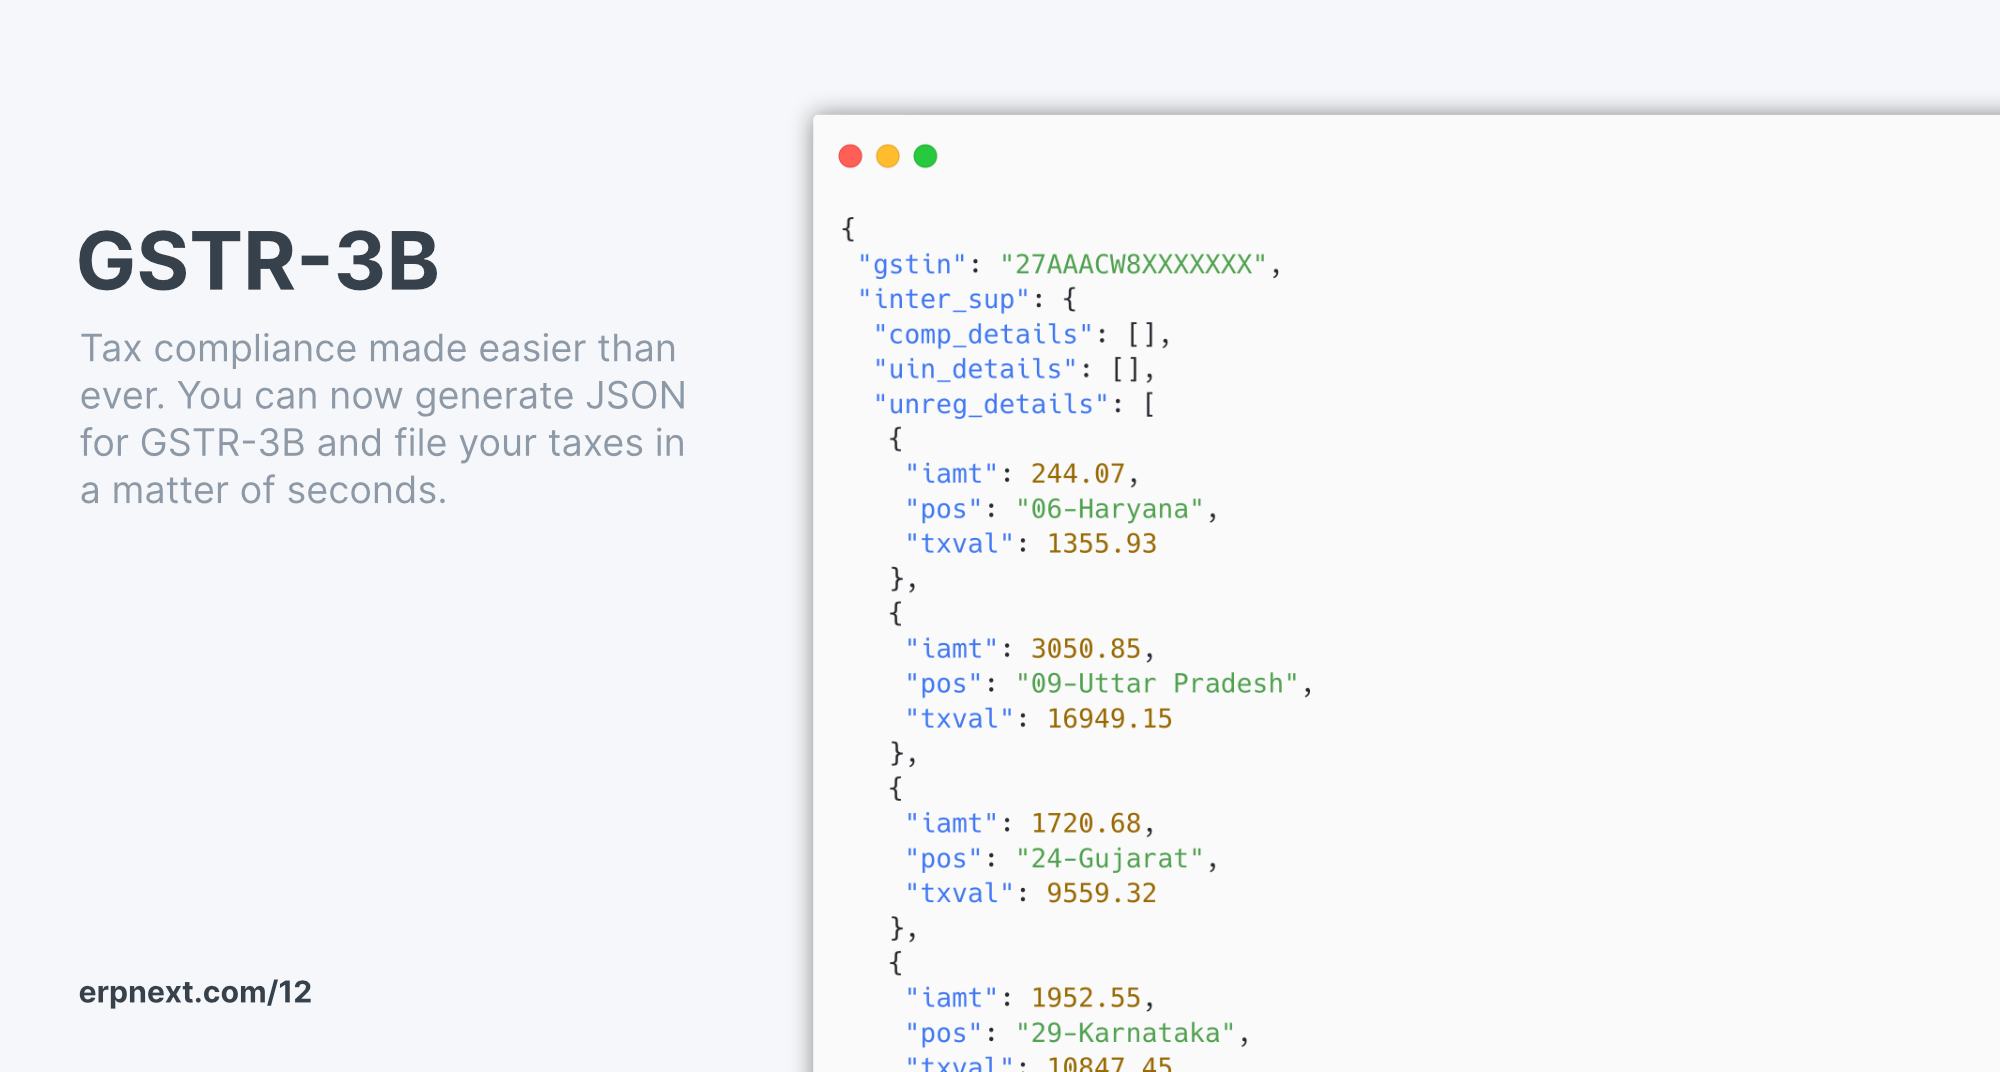 GSTR-3B
Tax compliance made easier than
ever. You can now generate JSON
for GSTR-3B and file your taxes in
a matter of seconds.
erpnext.com/12
{
"gstin": "27AAACW8XXXXXXX",
"inter_sup": {
"comp_details": [],
"uin_details": [],
"unreg_details": [
{
"iamt": 244.07,
"pos": "06-Haryana",
"txval": 1355.93
},
{
"iamt": 3050.85,
"pos": "09-Uttar Pradesh",
"txval": 16949.15
},
{
"iamt": 1720.68,
"pos": "24-Gujarat",
"txval": 9559.32
},
{
"iamt": 1952.55,
"pos": "29-Karnataka",
"txval": 10847.45